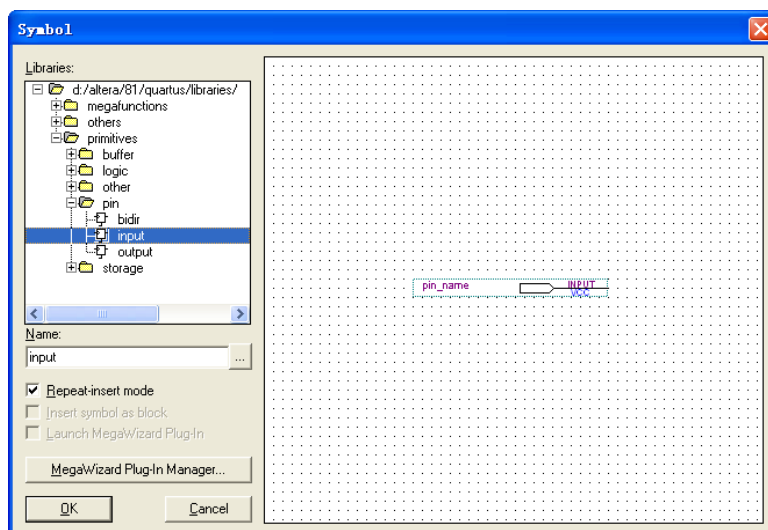 Symbol
Libraries:
d:/altera/81/quartus/libraries/
megafunctions
others
primitives
buffer
logic
other
pin
bidir
input
output
storage
Name:
input
...
Repeat-insert mode
Insert symbol as block
Launch MegaWizard Plug-In
MegaWizard Plug-In Manager...
OK
Cancel
pin_name
INPUT
VCC